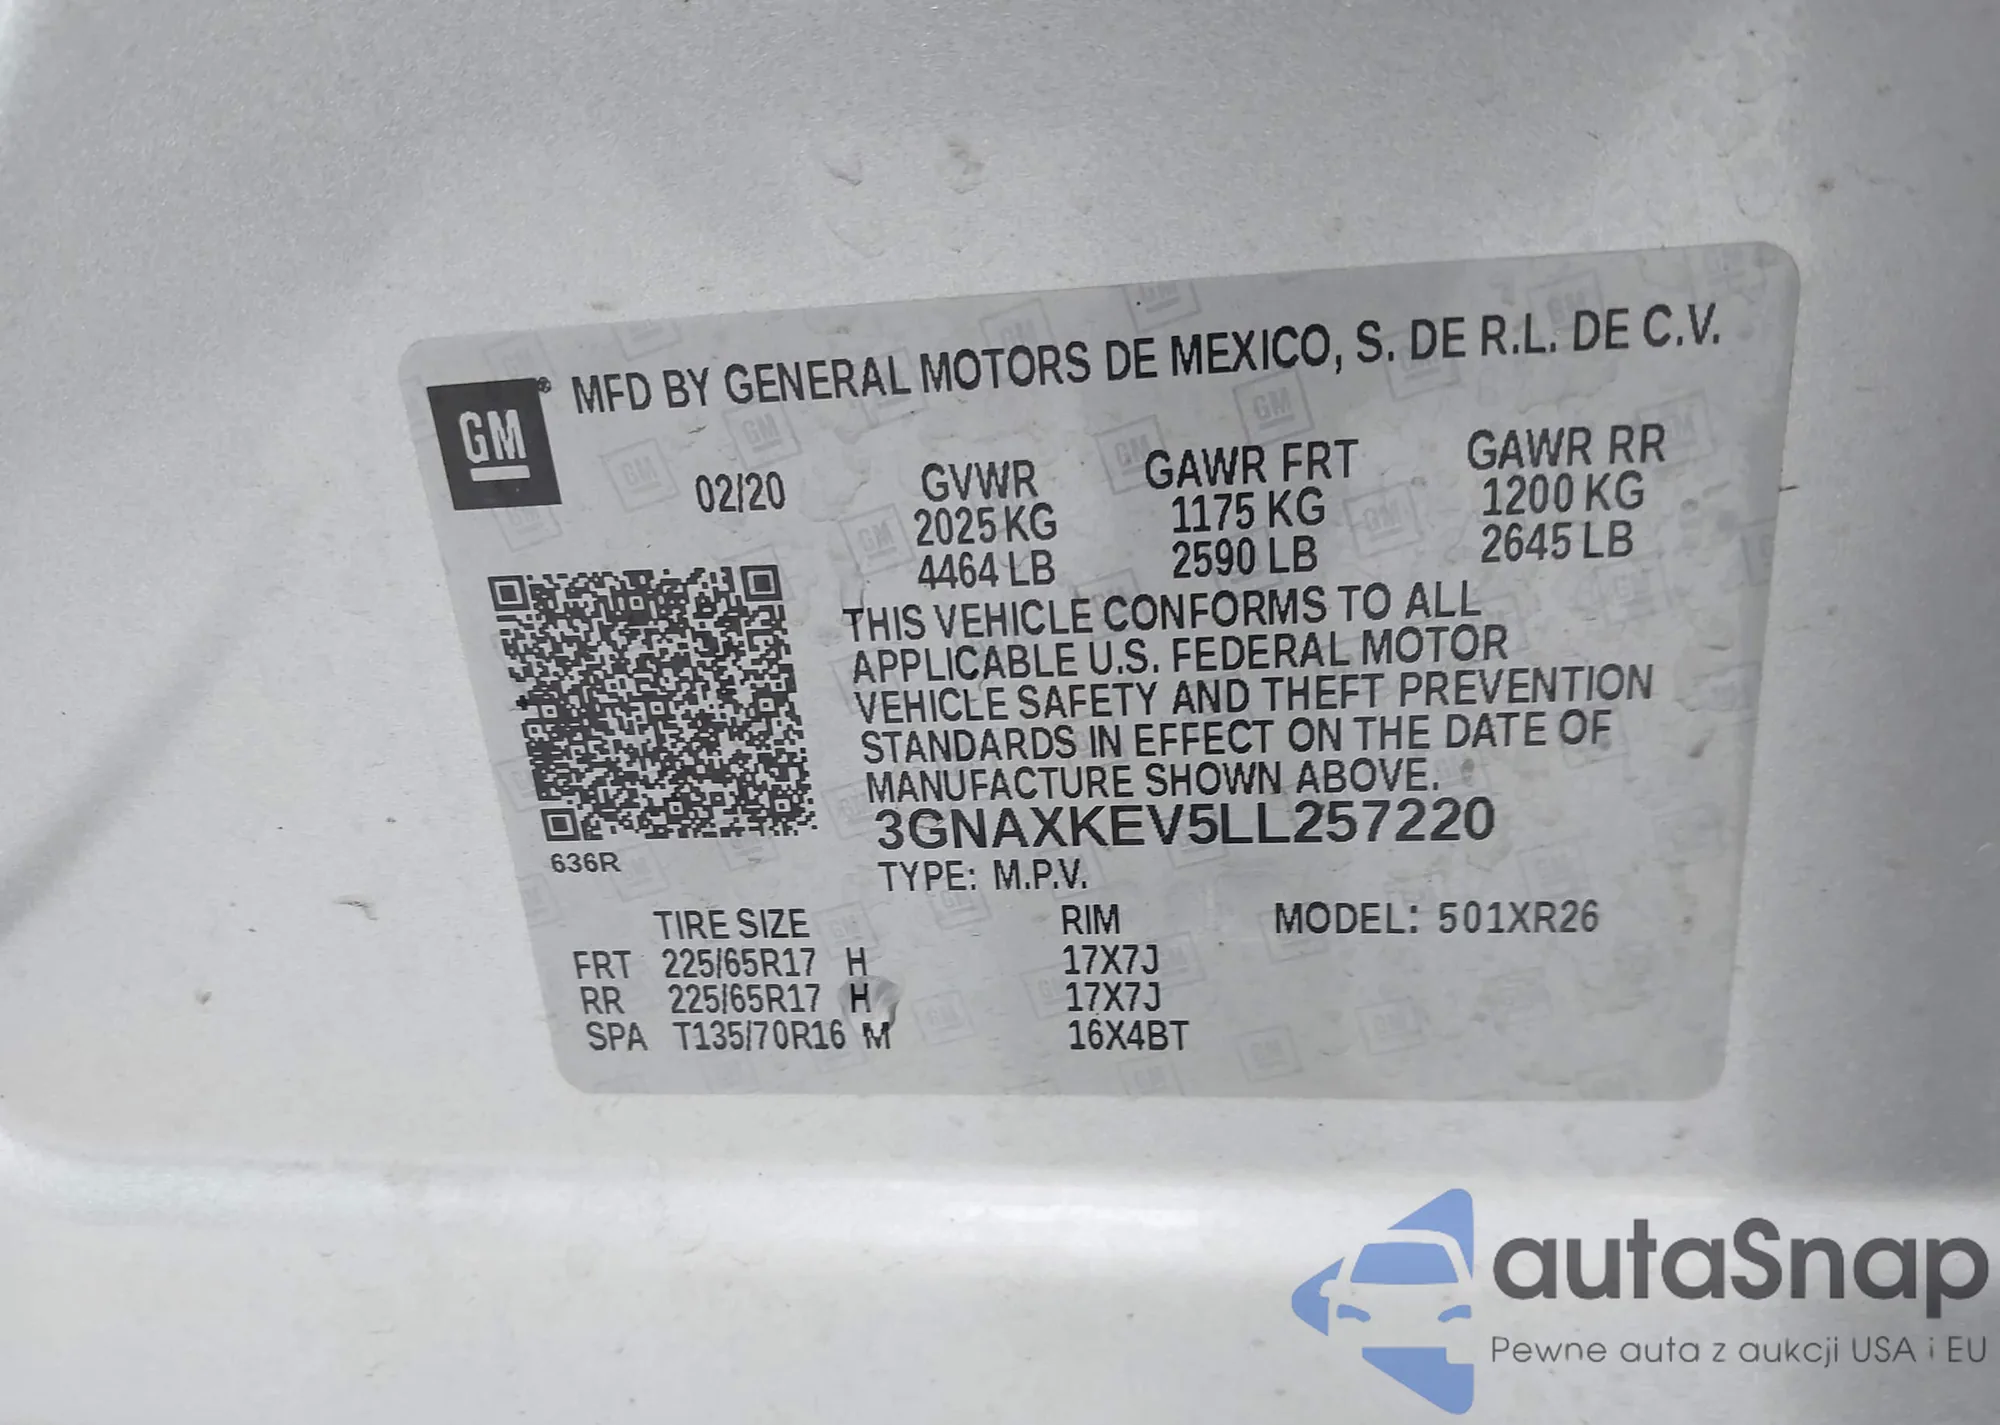 GM® MFD BY GENERAL MOTORS DE MEXICO, S. DE R.L. DE C.V.
02/20 GVWR GAWR FRT GAWR RR
2025 KG 1175 KG 1200 KG
4464 LB 2590 LB 2645 LB
THIS VEHICLE CONFORMS TO ALL
APPLICABLE U.S. FEDERAL MOTOR
VEHICLE SAFETY AND THEFT PREVENTION
STANDARDS IN EFFECT ON THE DATE OF
MANUFACTURE SHOWN ABOVE.
3GNAXKEV5LL257220
636R
TYPE: M.P.V.
TIRE SIZE RIM MODEL: 501XR26
FRT 225/65R17 H 17X7J
RR 225/65R17 H 17X7J
SPA T135/70R16 M 16X4BT
autaSnap
Pewne auta z aukcji USA i EU